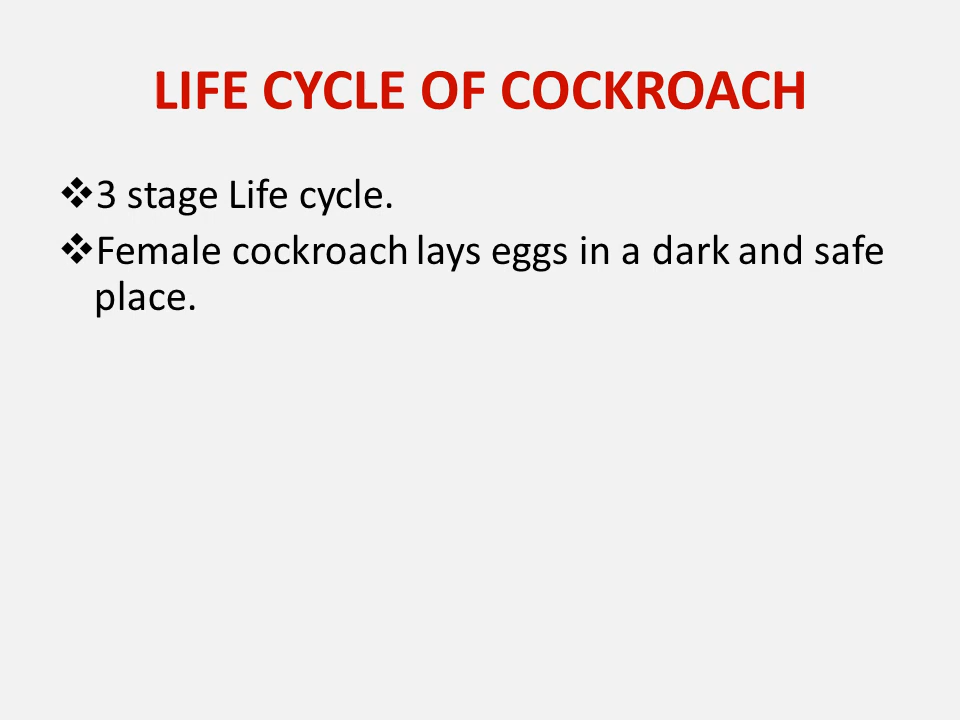 LIFE CYCLE OF COCKROACH
❖3 stage Life cycle.
❖Female cockroach lays eggs in a dark and safe
place.